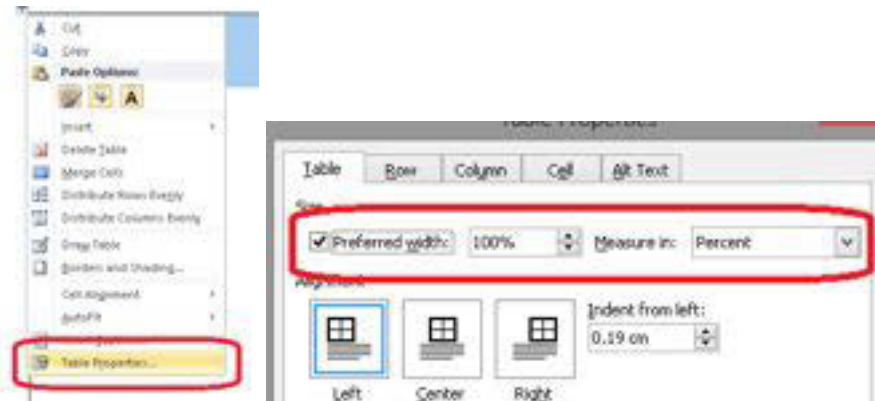 Cut
Copy
Paste Options:
A
Insert
Delete Table
Merge Cells
Distribute Rows Evenly
Distribute Columns Evenly
Draw Table
Borders and Shading...
Cell Alignment
AutoFit
Table Properties...
Table Properties
Table Row Column Cell Alt Text
Size
Preferred width: 100% Measure in: Percent
Alignment
Indent from left:
0.19 cm
Left Center Right